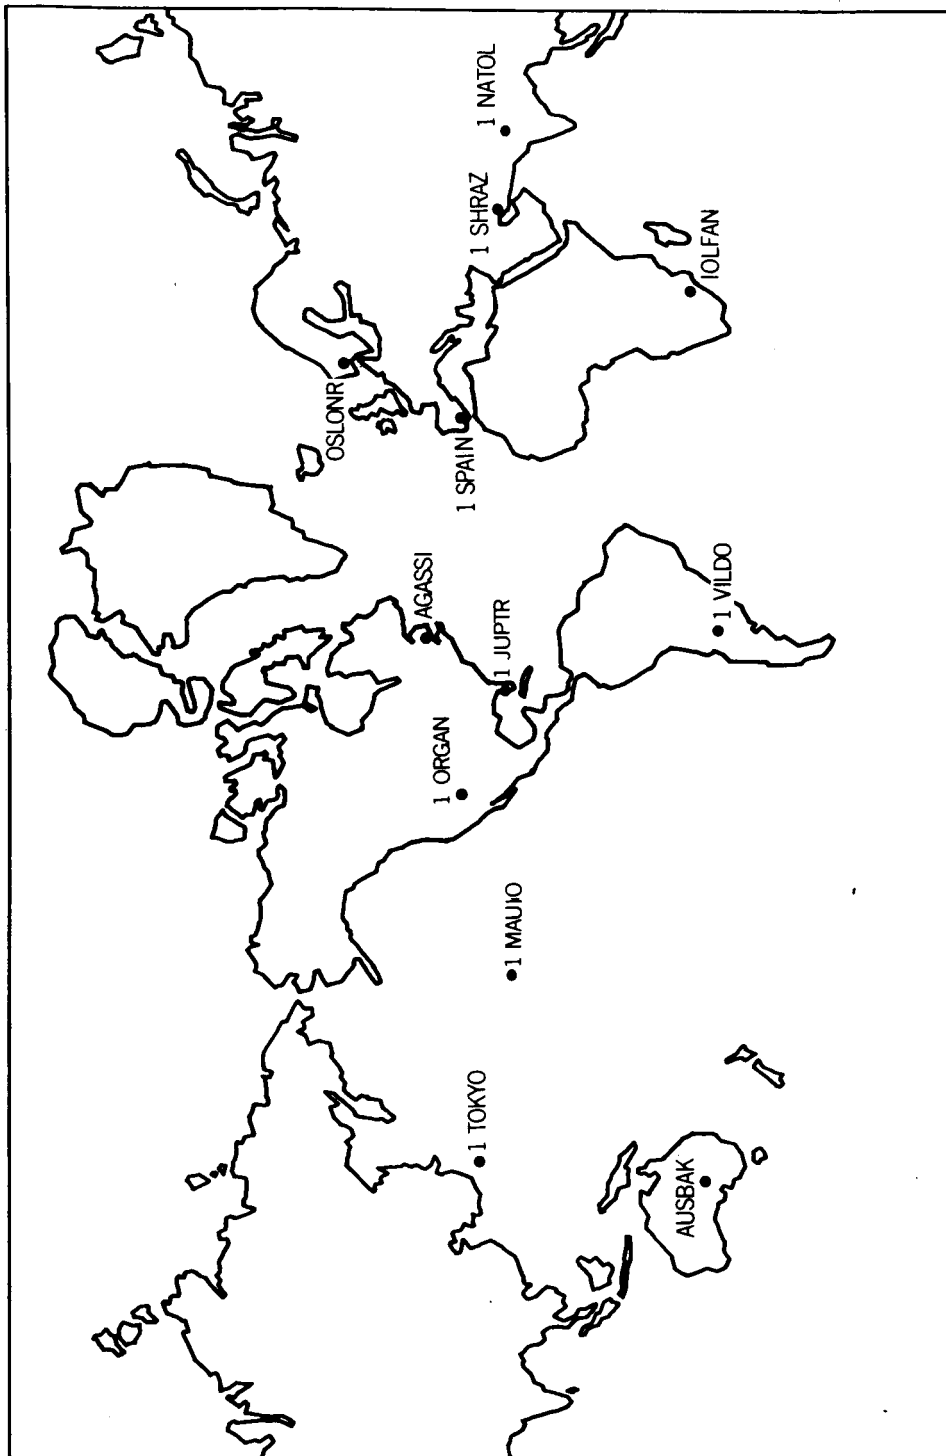 OSLONR
AGASSI
1 ORGAN
1 SPAIN
1 TOKYO
1 SHRAZ
1 NATOL
1 JUPTR
1 MAUIO
AUSBAK
IOLFAN
1 VILDO